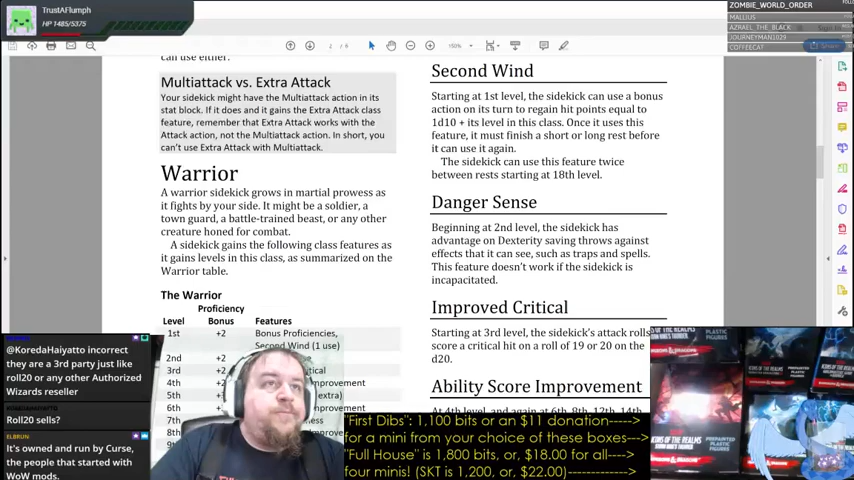 TrustAFlumph
HP 1485/5375
ZOMBIE_WORLD_ORDER
MALLIUS
AZRAEL_THE_BLACK
JOURNEYMAN1029
COFFEECAT
Share
can use either.
Multiattack vs. Extra Attack
Your sidekick might have the Multiattack action in its
stat block. If it does and it gains the Extra Attack class
feature, remember that Extra Attack works with the
Attack action, not the Multiattack action. In short, you
can't use Extra Attack with Multiattack.
Warrior
A warrior sidekick grows in martial prowess as
it fights by your side. It might be a soldier, a
town guard, a battle-trained beast, or any other
creature honed for combat.
A sidekick gains the following class features as
it gains levels in this class, as summarized on the
Warrior table.
The Warrior
Proficiency
Level Bonus Features
1st +2 Bonus Proficiencies,
Second Wind (1 use)
2nd +2
3rd +2
4th
5th extra)
6th
7th
8th
Second Wind
Starting at 1st level, the sidekick can use a bonus
action on its turn to regain hit points equal to
1d10 + its level in this class. Once it uses this
feature, it must finish a short or long rest before
it can use it again.
The sidekick can use this feature twice
between rests starting at 18th level.
Danger Sense
Beginning at 2nd level, the sidekick has
advantage on Dexterity saving throws against
effects that it can see, such as traps and spells.
This feature doesn't work if the sidekick is
incapacitated.
Improved Critical
Starting at 3rd level, the sidekick's attack rolls
score a critical hit on a roll of 19 or 20 on the
d20.
Ability Score Improvement
At 4th level, and again at 6th, 8th, 12th, 14th
@KoredaHaiyatto incorrect
they are a 3rd party just like
roll20 or any other Authorized
Wizards reseller
Roll20 sells?
ELBRUN
It's owned and run by Curse,
the people that started with
WoW mods.
"First Dibs": 1,100 bits or an $11 donation---->
for a mini from your choice of these boxes--->
"Full House" is 1,800 bits, or $18.00 for all----->
four minis! (SKT is 1,200, or, $22.00)------------>